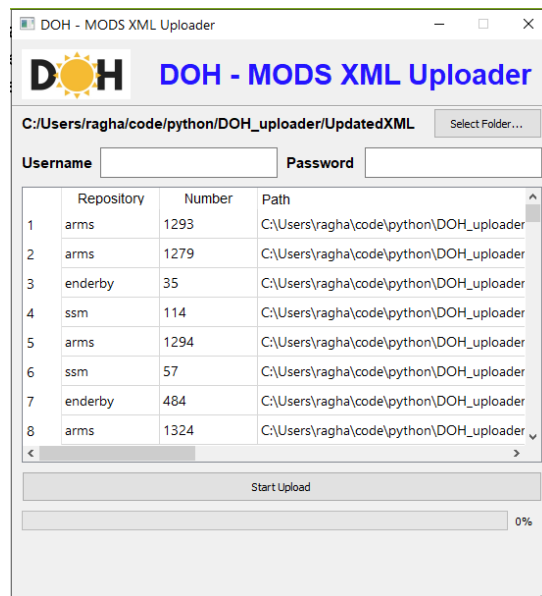 DOH - MODS XML Uploader
DOH DOH - MODS XML Uploader
C:/Users/ragha/code/python/DOH_uploader/UpdatedXML Select Folder...
Username Password
Repository Number Path
1 arms 1293 C:\Users\ragha\code\python\DOH_uploader
2 arms 1279 C:\Users\ragha\code\python\DOH_uploader
3 enderby 35 C:\Users\ragha\code\python\DOH_uploader
4 ssm 114 C:\Users\ragha\code\python\DOH_uploader
5 arms 1294 C:\Users\ragha\code\python\DOH_uploader
6 ssm 57 C:\Users\ragha\code\python\DOH_uploader
7 enderby 484 C:\Users\ragha\code\python\DOH_uploader
8 arms 1324 C:\Users\ragha\code\python\DOH_uploader
Start Upload
0%